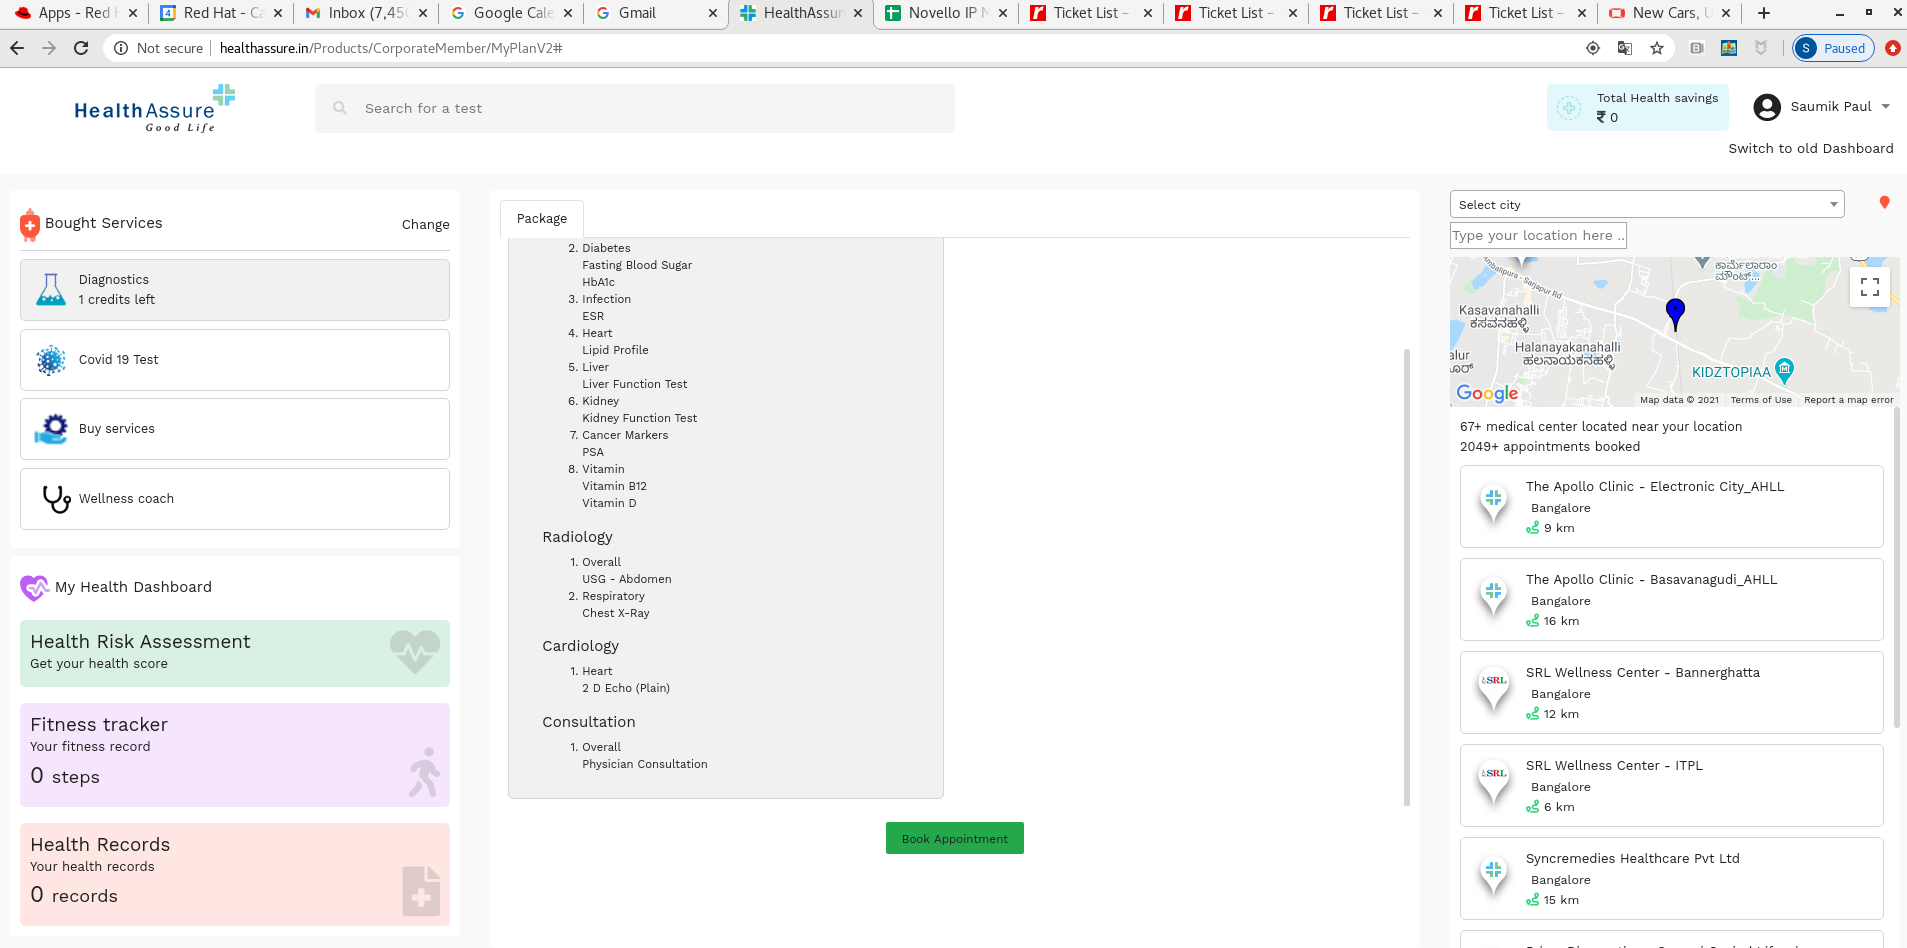 Apps - Red H
Red Hat - Ca
Inbox (7,450
Google Cale
Gmail
HealthAssur
Novello IP M
Ticket List –
Ticket List –
Ticket List –
Ticket List –
New Cars, U
Not secure
healthassure.in/Products/CorporateMember/MyPlanV2#
S Paused
HealthAssure
Good Life
Search for a test
Total Health savings
₹ 0
Saumik Paul
Switch to old Dashboard
Bought Services
Change
Diagnostics
1 credits left
Covid 19 Test
Buy services
Wellness coach
My Health Dashboard
Health Risk Assessment
Get your health score
Fitness tracker
Your fitness record
0 steps
Health Records
Your health records
0 records
Package
2. Diabetes
Fasting Blood Sugar
HbA1c
3. Infection
ESR
4. Heart
Lipid Profile
5. Liver
Liver Function Test
6. Kidney
Kidney Function Test
7. Cancer Markers
PSA
8. Vitamin
Vitamin B12
Vitamin D
Radiology
1. Overall
USG - Abdomen
2. Respiratory
Chest X-Ray
Cardiology
1. Heart
2 D Echo (Plain)
Consultation
1. Overall
Physician Consultation
Book Appointment
Select city
Type your location here ..
Ambalipura - Sarjapur Rd
ಕಾರ್ಮೆಲಾರಾಂ
ಮೌಂಟ್...
Kasavanahalli
ಕಸವನಹಳ್ಳಿ
Halanayakanahalli
ಹಲನಾಯಕನಹಳ್ಳಿ
KIDZTOPIAA
Google
Map data © 2021
Terms of Use
Report a map error
67+ medical center located near your location
2049+ appointments booked
The Apollo Clinic - Electronic City_AHLL
Bangalore
9 km
The Apollo Clinic - Basavanagudi_AHLL
Bangalore
16 km
SRL
SRL Wellness Center - Bannerghatta
Bangalore
12 km
SRL
SRL Wellness Center - ITPL
Bangalore
6 km
Syncremedies Healthcare Pvt Ltd
Bangalore
15 km